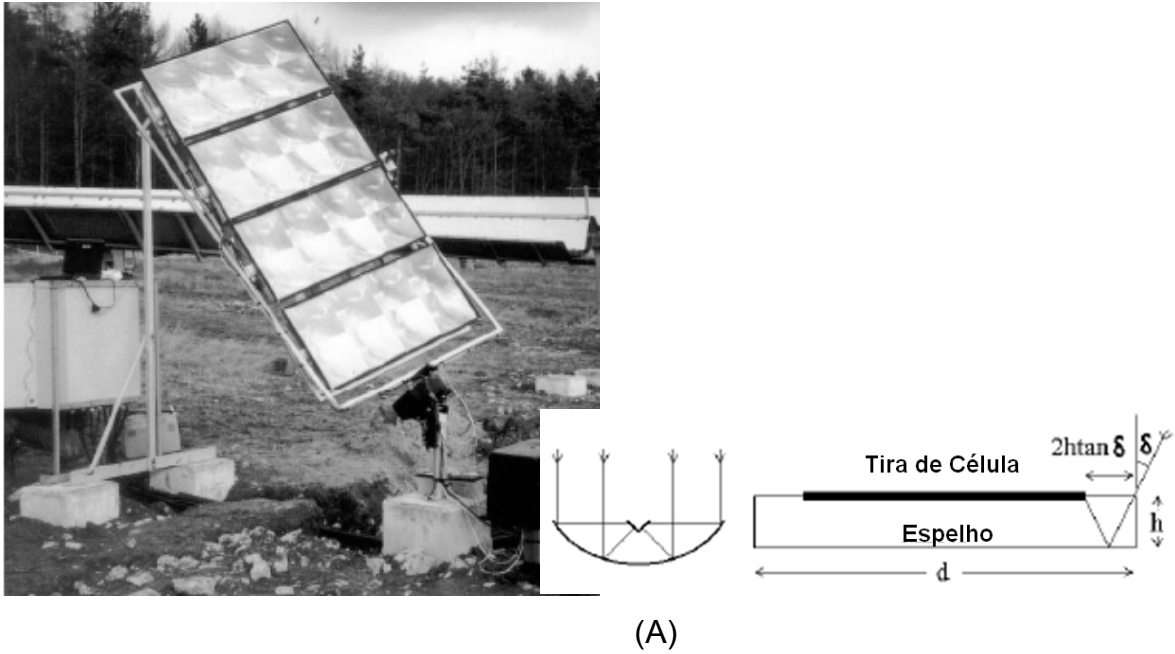 Tira de Célula
2htan δ
δ
Espelho
h
d
(A)